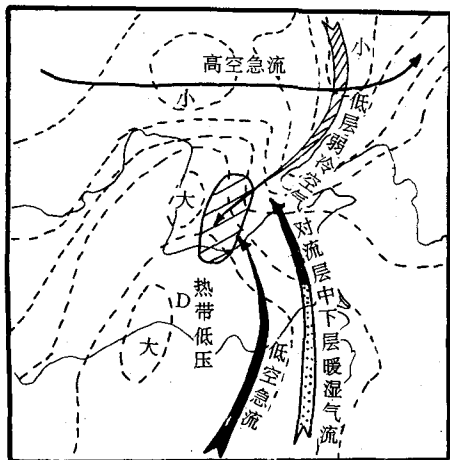 高空急流
小
小
低层弱冷空气
大
对流层中下层暖湿气流
D
热带低压
大
低空急流